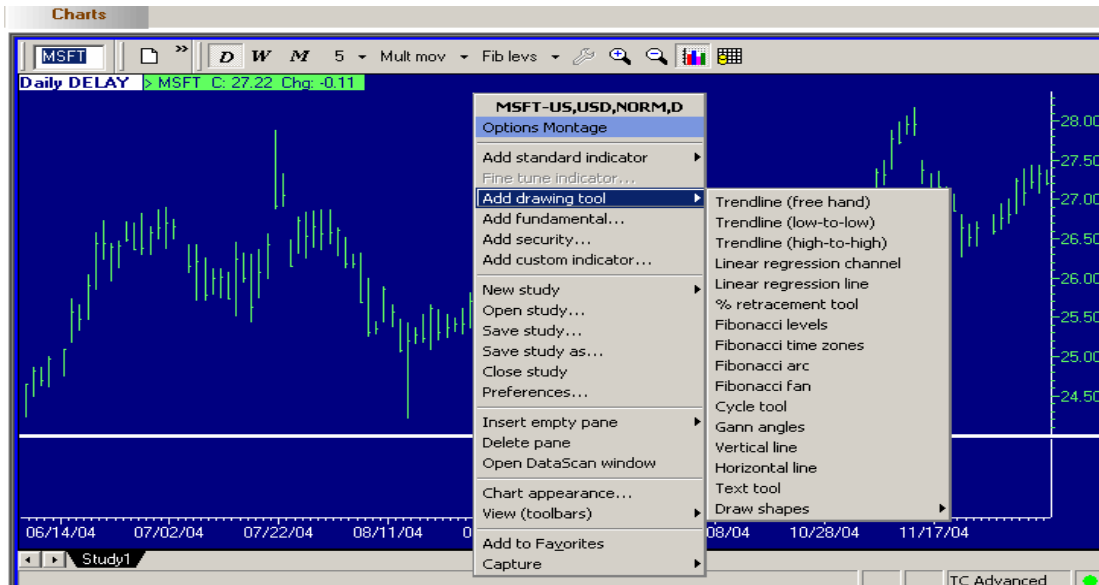 Charts
MSFT » D W M 5 Mult mov Fib levs
Daily DELAY > MSFT C: 27.22 Chg: -0.11
MSFT-US,USD,NORM,D
Options Montage
Add standard indicator
Fine tune indicator...
Add drawing tool
Add fundamental...
Add security...
Add custom indicator...
New study
Open study...
Save study...
Save study as...
Close study
Preferences...
Insert empty pane
Delete pane
Open DataScan window
Chart appearance...
View (toolbars)
Add to Favorites
Capture
Trendline (free hand)
Trendline (low-to-low)
Trendline (high-to-high)
Linear regression channel
Linear regression line
% retracement tool
Fibonacci levels
Fibonacci time zones
Fibonacci arc
Fibonacci fan
Cycle tool
Gann angles
Vertical line
Horizontal line
Text tool
Draw shapes
28.00
27.50
27.00
26.50
26.00
25.50
25.00
24.50
06/14/04 07/02/04 07/22/04 08/11/04 0 08/04 10/28/04 11/17/04
Study1
TC Advanced